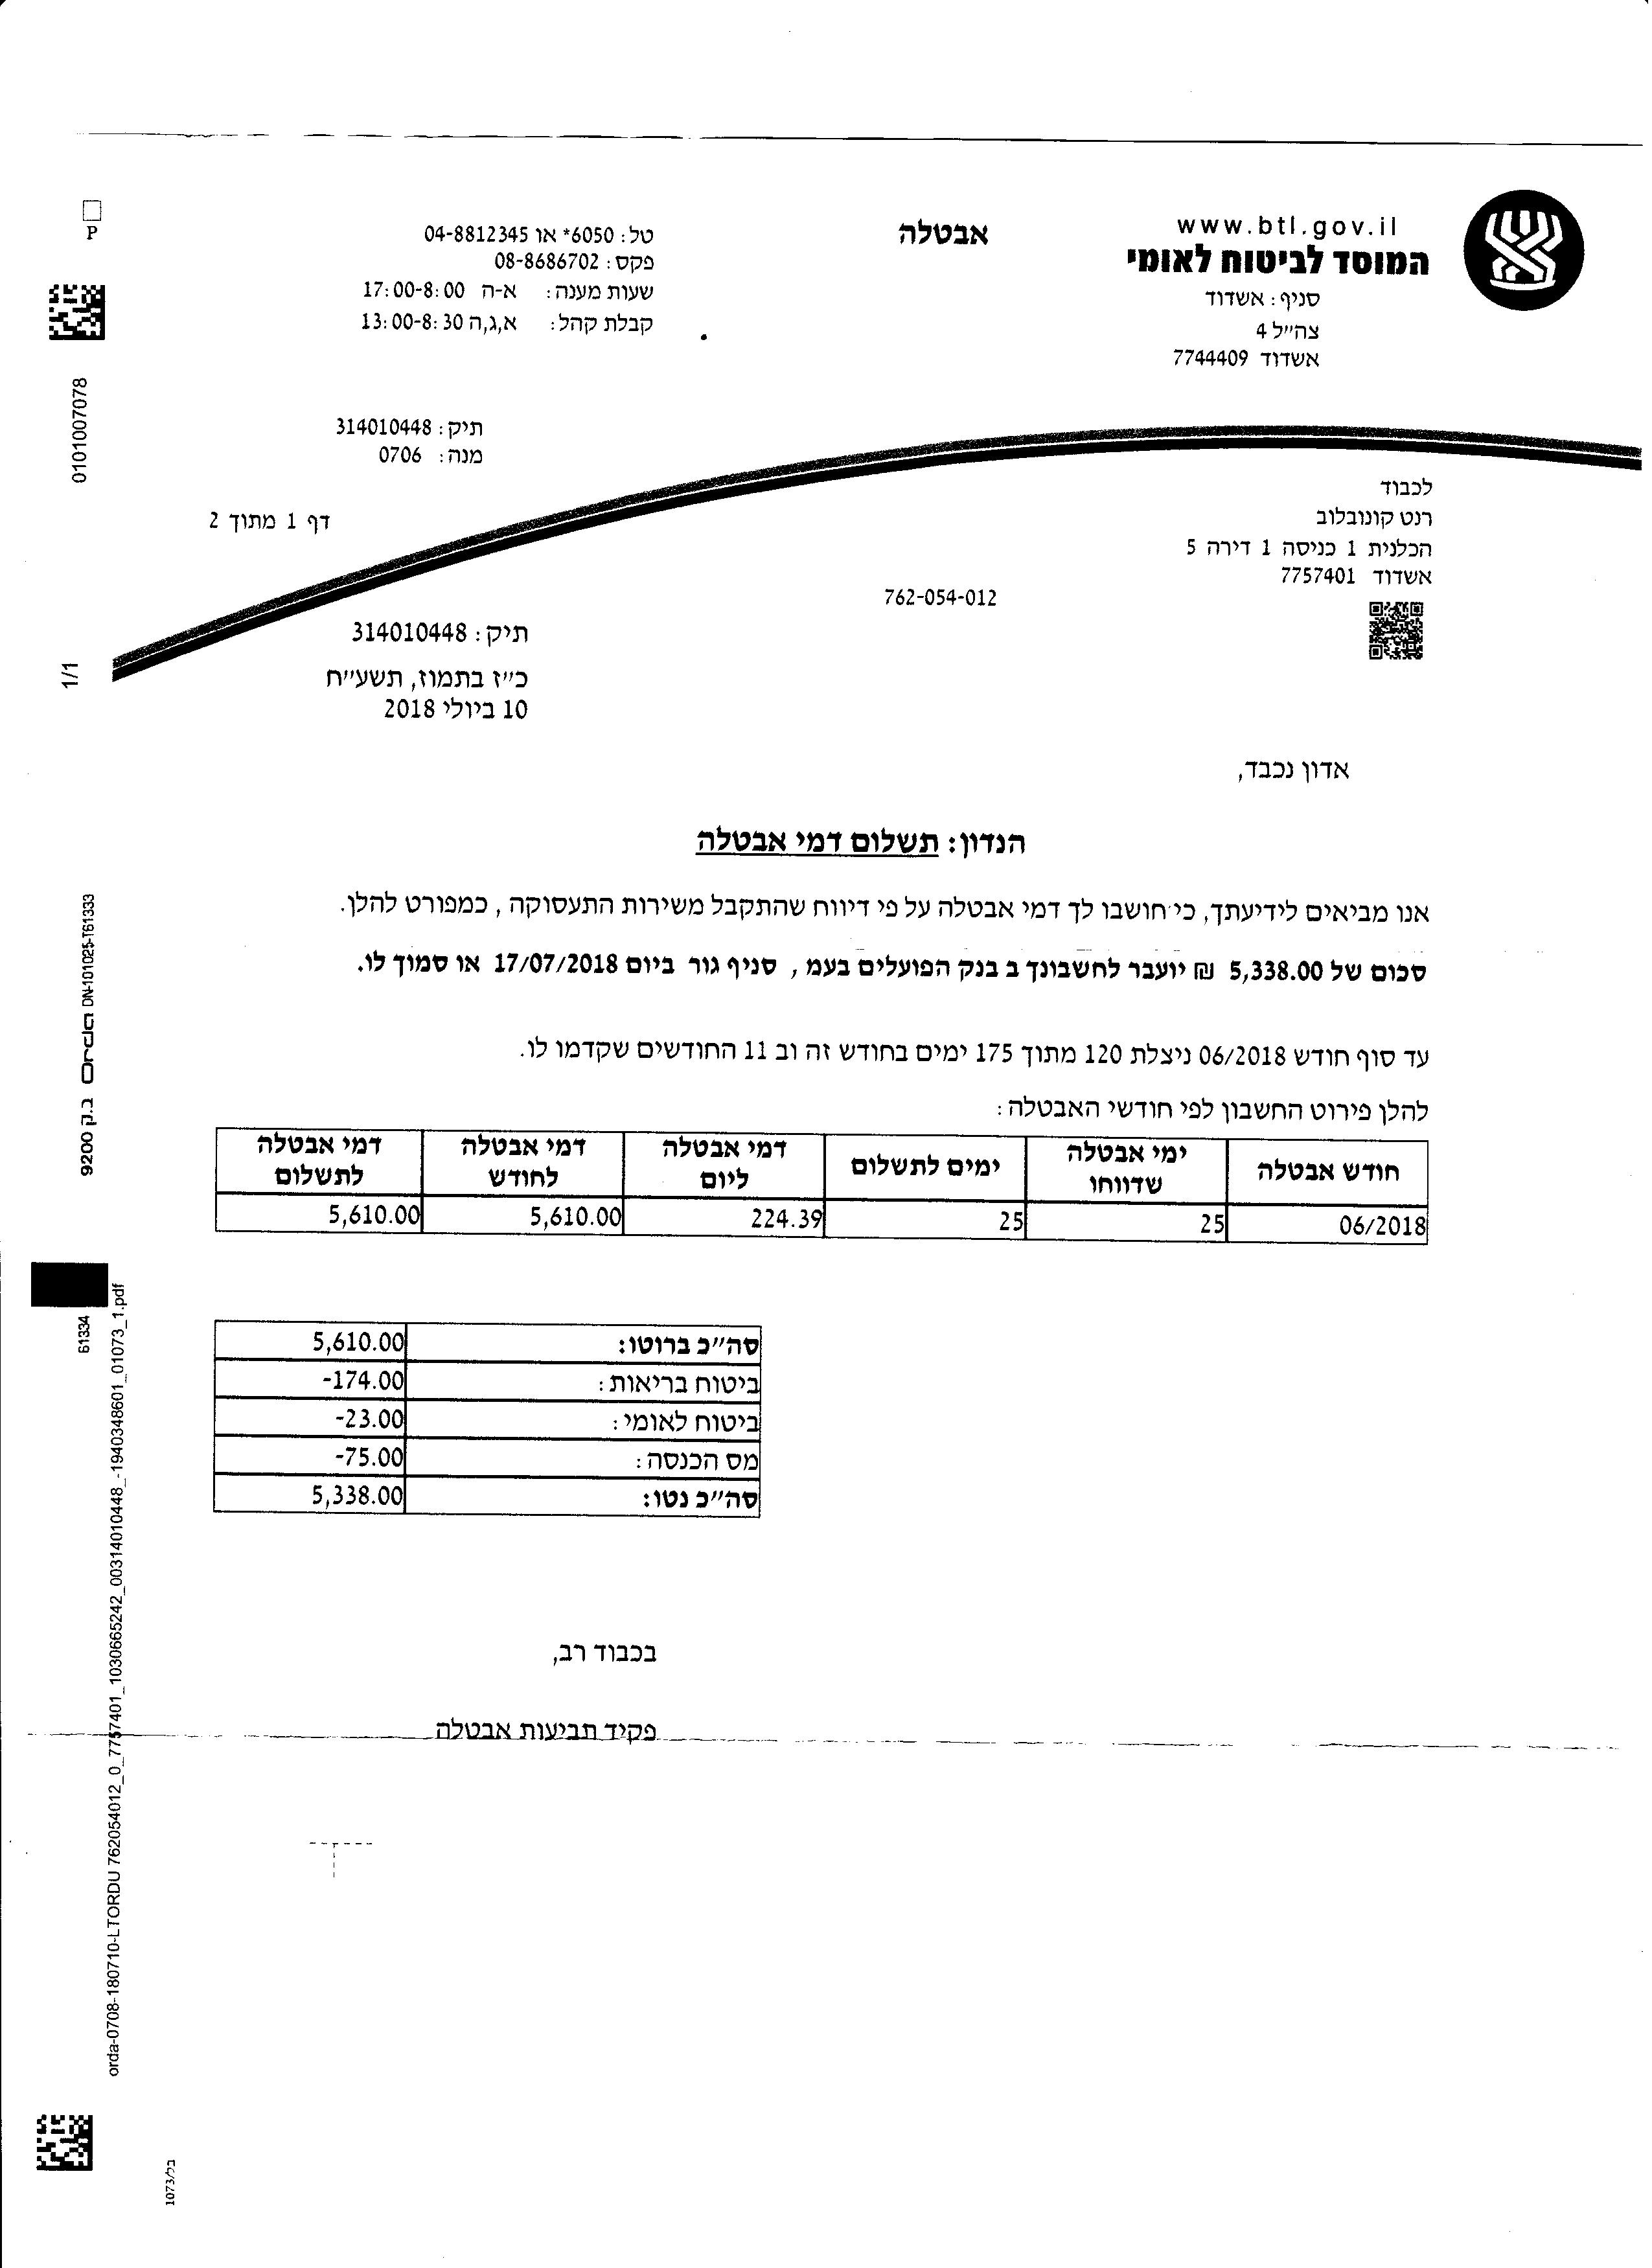 www.btl.gov.il
המוסד לביטוח לאומי
סניף: אשדוד
צה״ל 4
אשדוד 7744409
אבטלה
טל: 6050* או 04-8812345
פקס: 08-8686702
שעות מענה: א-ה 17:00-8:00
קבלת קהל: א,ג,ה 13:00-8:30
תיק: 314010448
מנה: 0706
דף 1 מתוך 2
לכבוד
רנט קונובלוב
הכלנית 1 כניסה 1 דירה 5
אשדוד 7757401
762-054-012
תיק: 314010448
כ״ז בתמוז, תשע״ח
10 ביולי 2018
אדון נכבד,
הנדון: תשלום דמי אבטלה
אנו מביאים לידיעתך, כי חושבו לך דמי אבטלה על פי דיווח שהתקבל משירות התעסוקה, כמפורט להלן.
סכום של 5,338.00 ₪ יועבר לחשבונך ב בנק הפועלים בעמ, סניף גור ביום 17/07/2018 או סמוך לו.
עד סוף חודש 06/2018 ניצלת 120 מתוך 175 ימים בחודש זה וב 11 החודשים שקדמו לו.
להלן פירוט החשבון לפי חודשי האבטלה:
חודש אבטלה | ימי אבטלה שדווחו | ימים לתשלום | דמי אבטלה ליום | דמי אבטלה לחודש | דמי אבטלה לתשלום
06/2018 | 25 | 25 | 224.39 | 5,610.00 | 5,610.00
סה״כ ברוטו: 5,610.00
ביטוח בריאות: -174.00
ביטוח לאומי: -23.00
מס הכנסה: -75.00
סה״כ נטו: 5,338.00
בכבוד רב,
פקיד תביעות אבטלה
P
0101007078
1/1
9200 ב.ק Orda אורדה DN-101025-T61333
61334
orda-0708-180710-LTORDU 762054012_0_7757401_1030665242_00314010448_-1940348601_01073_1.pdf
בל/1073